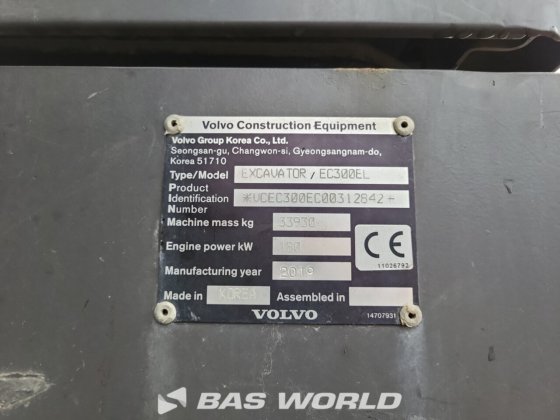 Volvo Construction Equipment
Volvo Group Korea Co., Ltd.
Seongsan-gu, Changwon-si, Gyeongsangnam-do,
Korea 51710
Type/Model EXCAVATOR / EC300EL
Product
Identification *VCEC300EC00312842*
Number
Machine mass kg 33930
Engine power kW 180
CE
11026792
Manufacturing year 2019
Made in KOREA Assembled in
VOLVO 14707931
BAS WORLD